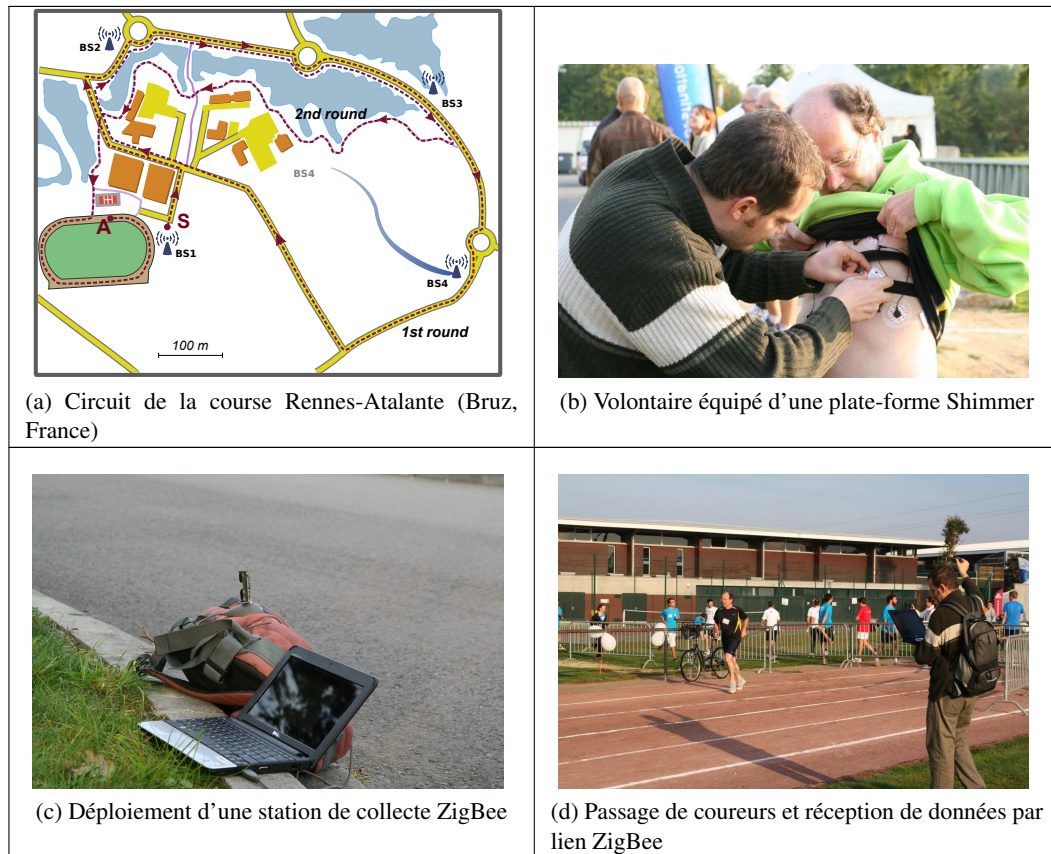 BS2
BS3
2nd round
BS4
A
S
BS1
BS4
1st round
100 m
(a) Circuit de la course Rennes-Atalante (Bruz,
France)
(b) Volontaire équipé d'une plate-forme Shimmer
(c) Déploiement d'une station de collecte ZigBee
(d) Passage de coureurs et réception de données par
lien ZigBee